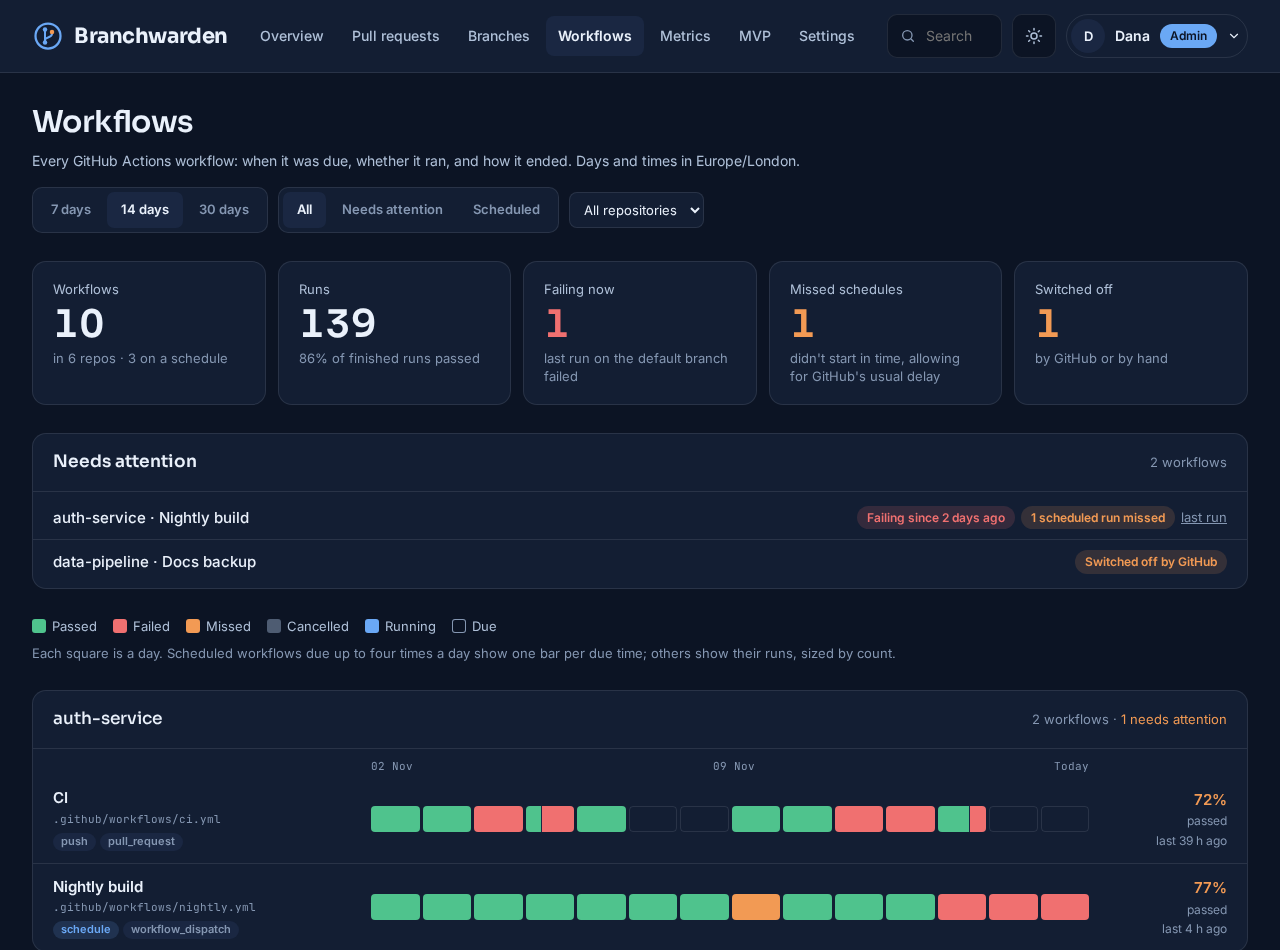 Branchwarden
Overview
Pull requests
Branches
Workflows
Metrics
MVP
Settings
Search
D
Dana
Admin
Workflows
Every GitHub Actions workflow: when it was due, whether it ran, and how it ended. Days and times in Europe/London.
7 days
14 days
30 days
All
Needs attention
Scheduled
All repositories
Workflows
10
in 6 repos · 3 on a schedule
Runs
139
86% of finished runs passed
Failing now
1
last run on the default branch
failed
Missed schedules
1
didn't start in time, allowing
for GitHub's usual delay
Switched off
1
by GitHub or by hand
Needs attention
2 workflows
auth-service · Nightly build
Failing since 2 days ago
1 scheduled run missed
last run
data-pipeline · Docs backup
Switched off by GitHub
Passed
Failed
Missed
Cancelled
Running
Due
Each square is a day. Scheduled workflows due up to four times a day show one bar per due time; others show their runs, sized by count.
auth-service
2 workflows · 1 needs attention
02 Nov
09 Nov
Today
CI
.github/workflows/ci.yml
push
pull_request
72%
passed
last 39 h ago
Nightly build
.github/workflows/nightly.yml
schedule
workflow_dispatch
77%
passed
last 4 h ago